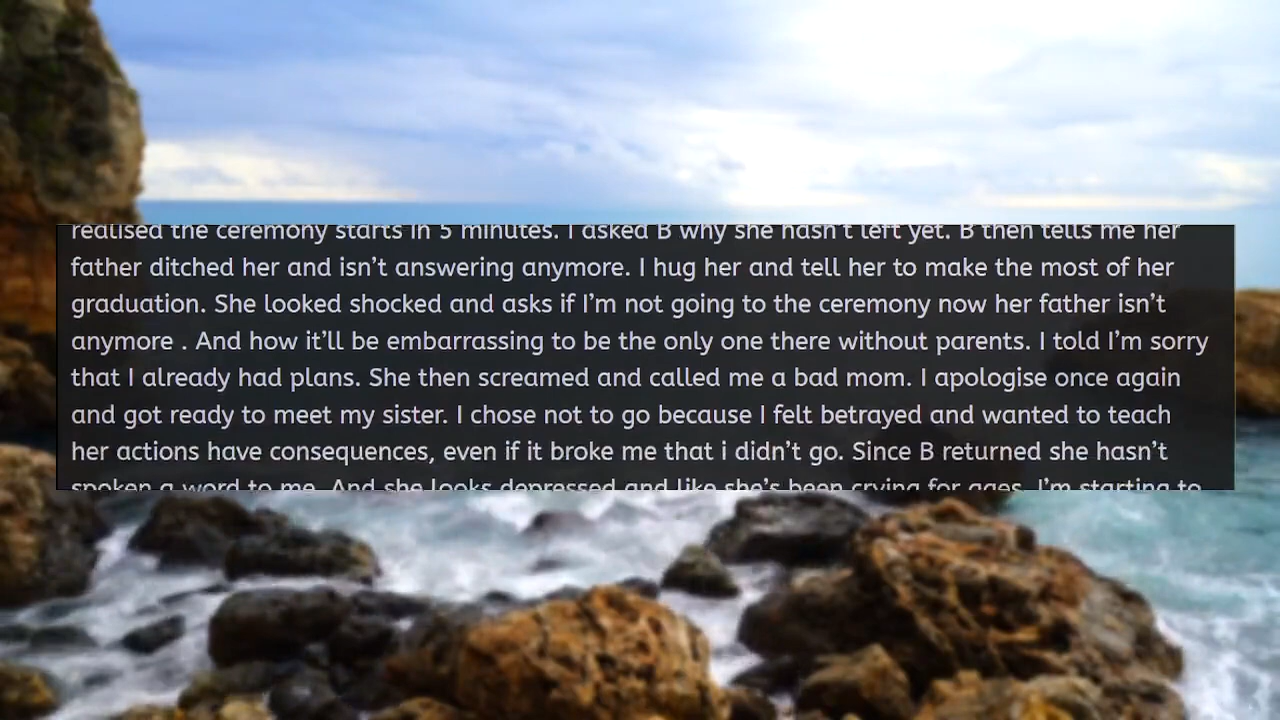 realised the ceremony starts in 5 minutes. I asked B why she hasn't left yet. B then tells me her
father ditched her and isn't answering anymore. I hug her and tell her to make the most of her
graduation. She looked shocked and asks if I'm not going to the ceremony now her father isn't
anymore . And how it'll be embarrassing to be the only one there without parents. I told I'm sorry
that I already had plans. She then screamed and called me a bad mom. I apologise once again
and got ready to meet my sister. I chose not to go because I felt betrayed and wanted to teach
her actions have consequences, even if it broke me that i didn't go. Since B returned she hasn't
spoken a word to me. And she looks depressed and like she's been crying for ages. I'm starting to